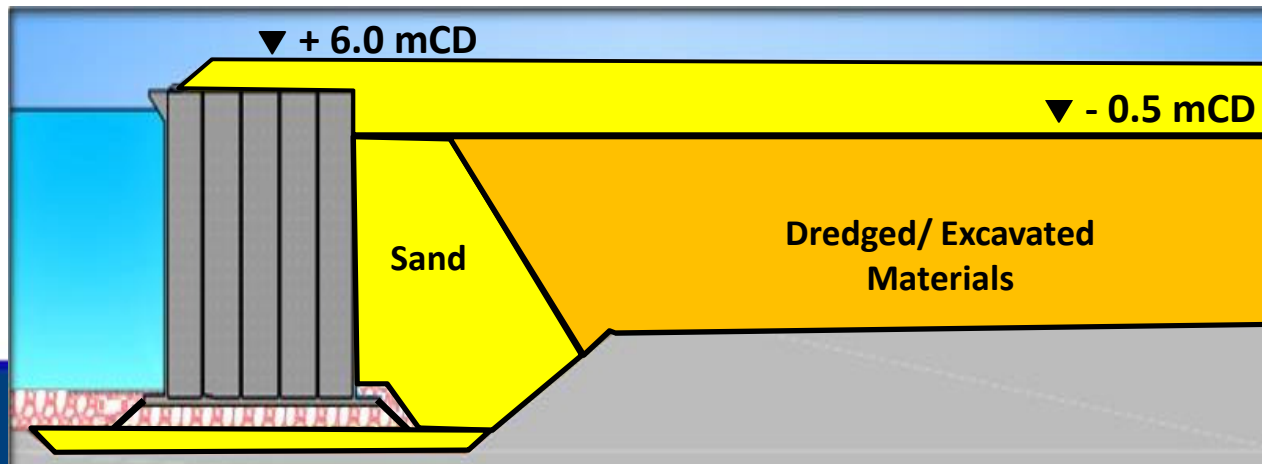 ▼ + 6.0 mCD
▼ - 0.5 mCD
Sand
Dredged/ Excavated
Materials